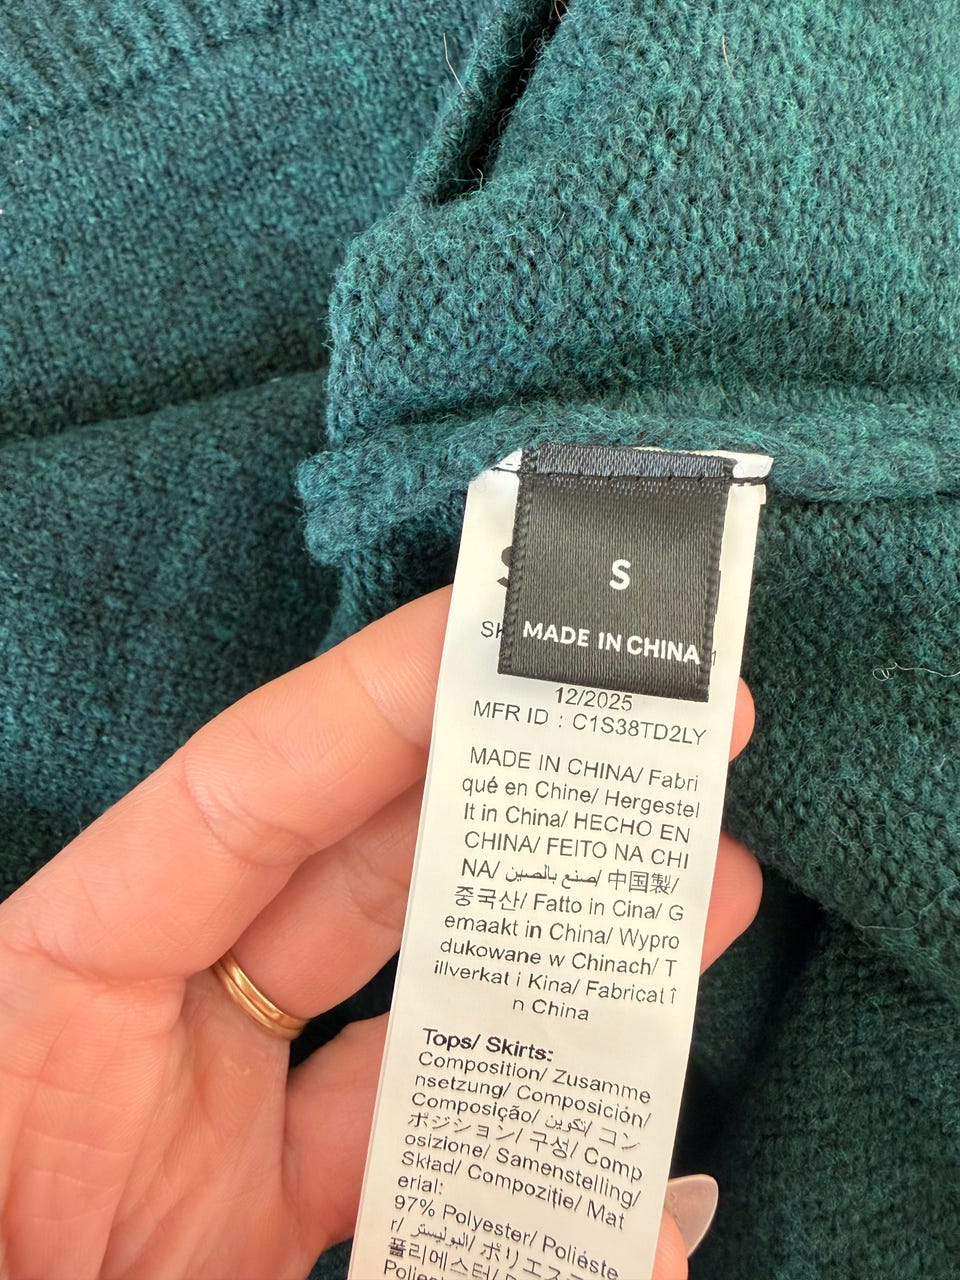 S
MADE IN CHINA
12/2025
MFR ID : C1S38TD2LY
MADE IN CHINA/ Fabri
qué en Chine/ Hergestel
lt in China/ HECHO EN
CHINA/ FEITO NA CHI
NA/ صنع بالصين/ 中国製/
중국산/ Fatto in Cina/ G
emaakt in China/ Wypro
dukowane w Chinach/ T
illverkat i Kina/ Fabricat î
n China
Tops/ Skirts:
Composition/ Zusamme
nsetzung/ Composición/
Composição/ تكوين/ コン
ポジション/ 구성/ Comp
osizione/ Samenstelling/
Skład/ Compoziție/ Mat
erial:
97% Polyester/ Poliéste
r/ البوليستر/ ポリエス
폴리에스터/
Polies